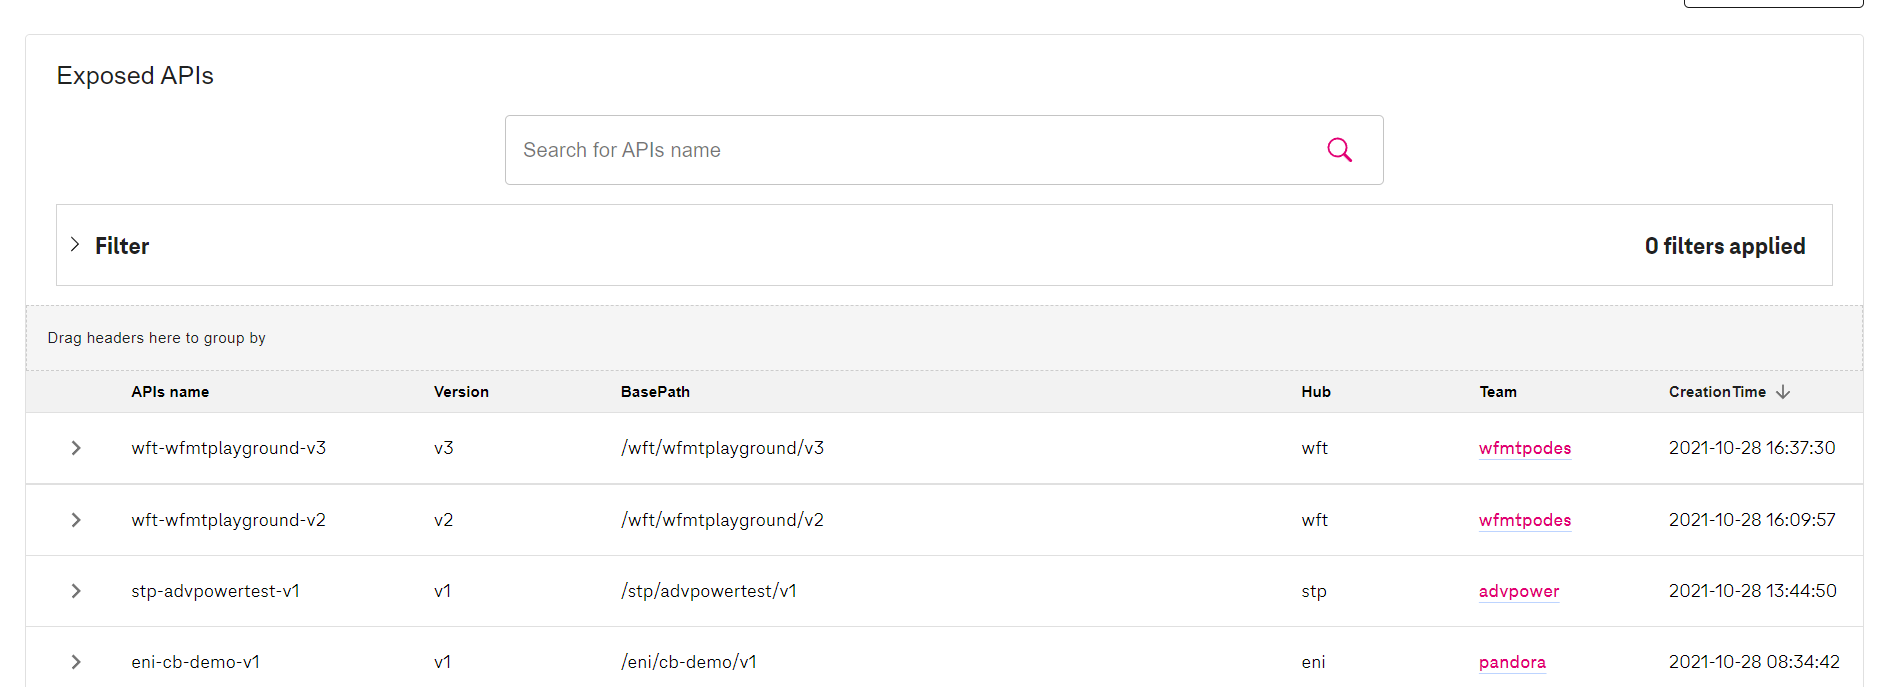 Exposed APIs
Search for APIs name
Filter 0 filters applied
Drag headers here to group by
APIs name Version BasePath Hub Team CreationTime
wft-wfmtplayground-v3 v3 /wft/wfmtplayground/v3 wft wfmtpodes 2021-10-28 16:37:30
wft-wfmtplayground-v2 v2 /wft/wfmtplayground/v2 wft wfmtpodes 2021-10-28 16:09:57
stp-advpowertest-v1 v1 /stp/advpowertest/v1 stp advpower 2021-10-28 13:44:50
eni-cb-demo-v1 v1 /eni/cb-demo/v1 eni pandora 2021-10-28 08:34:42